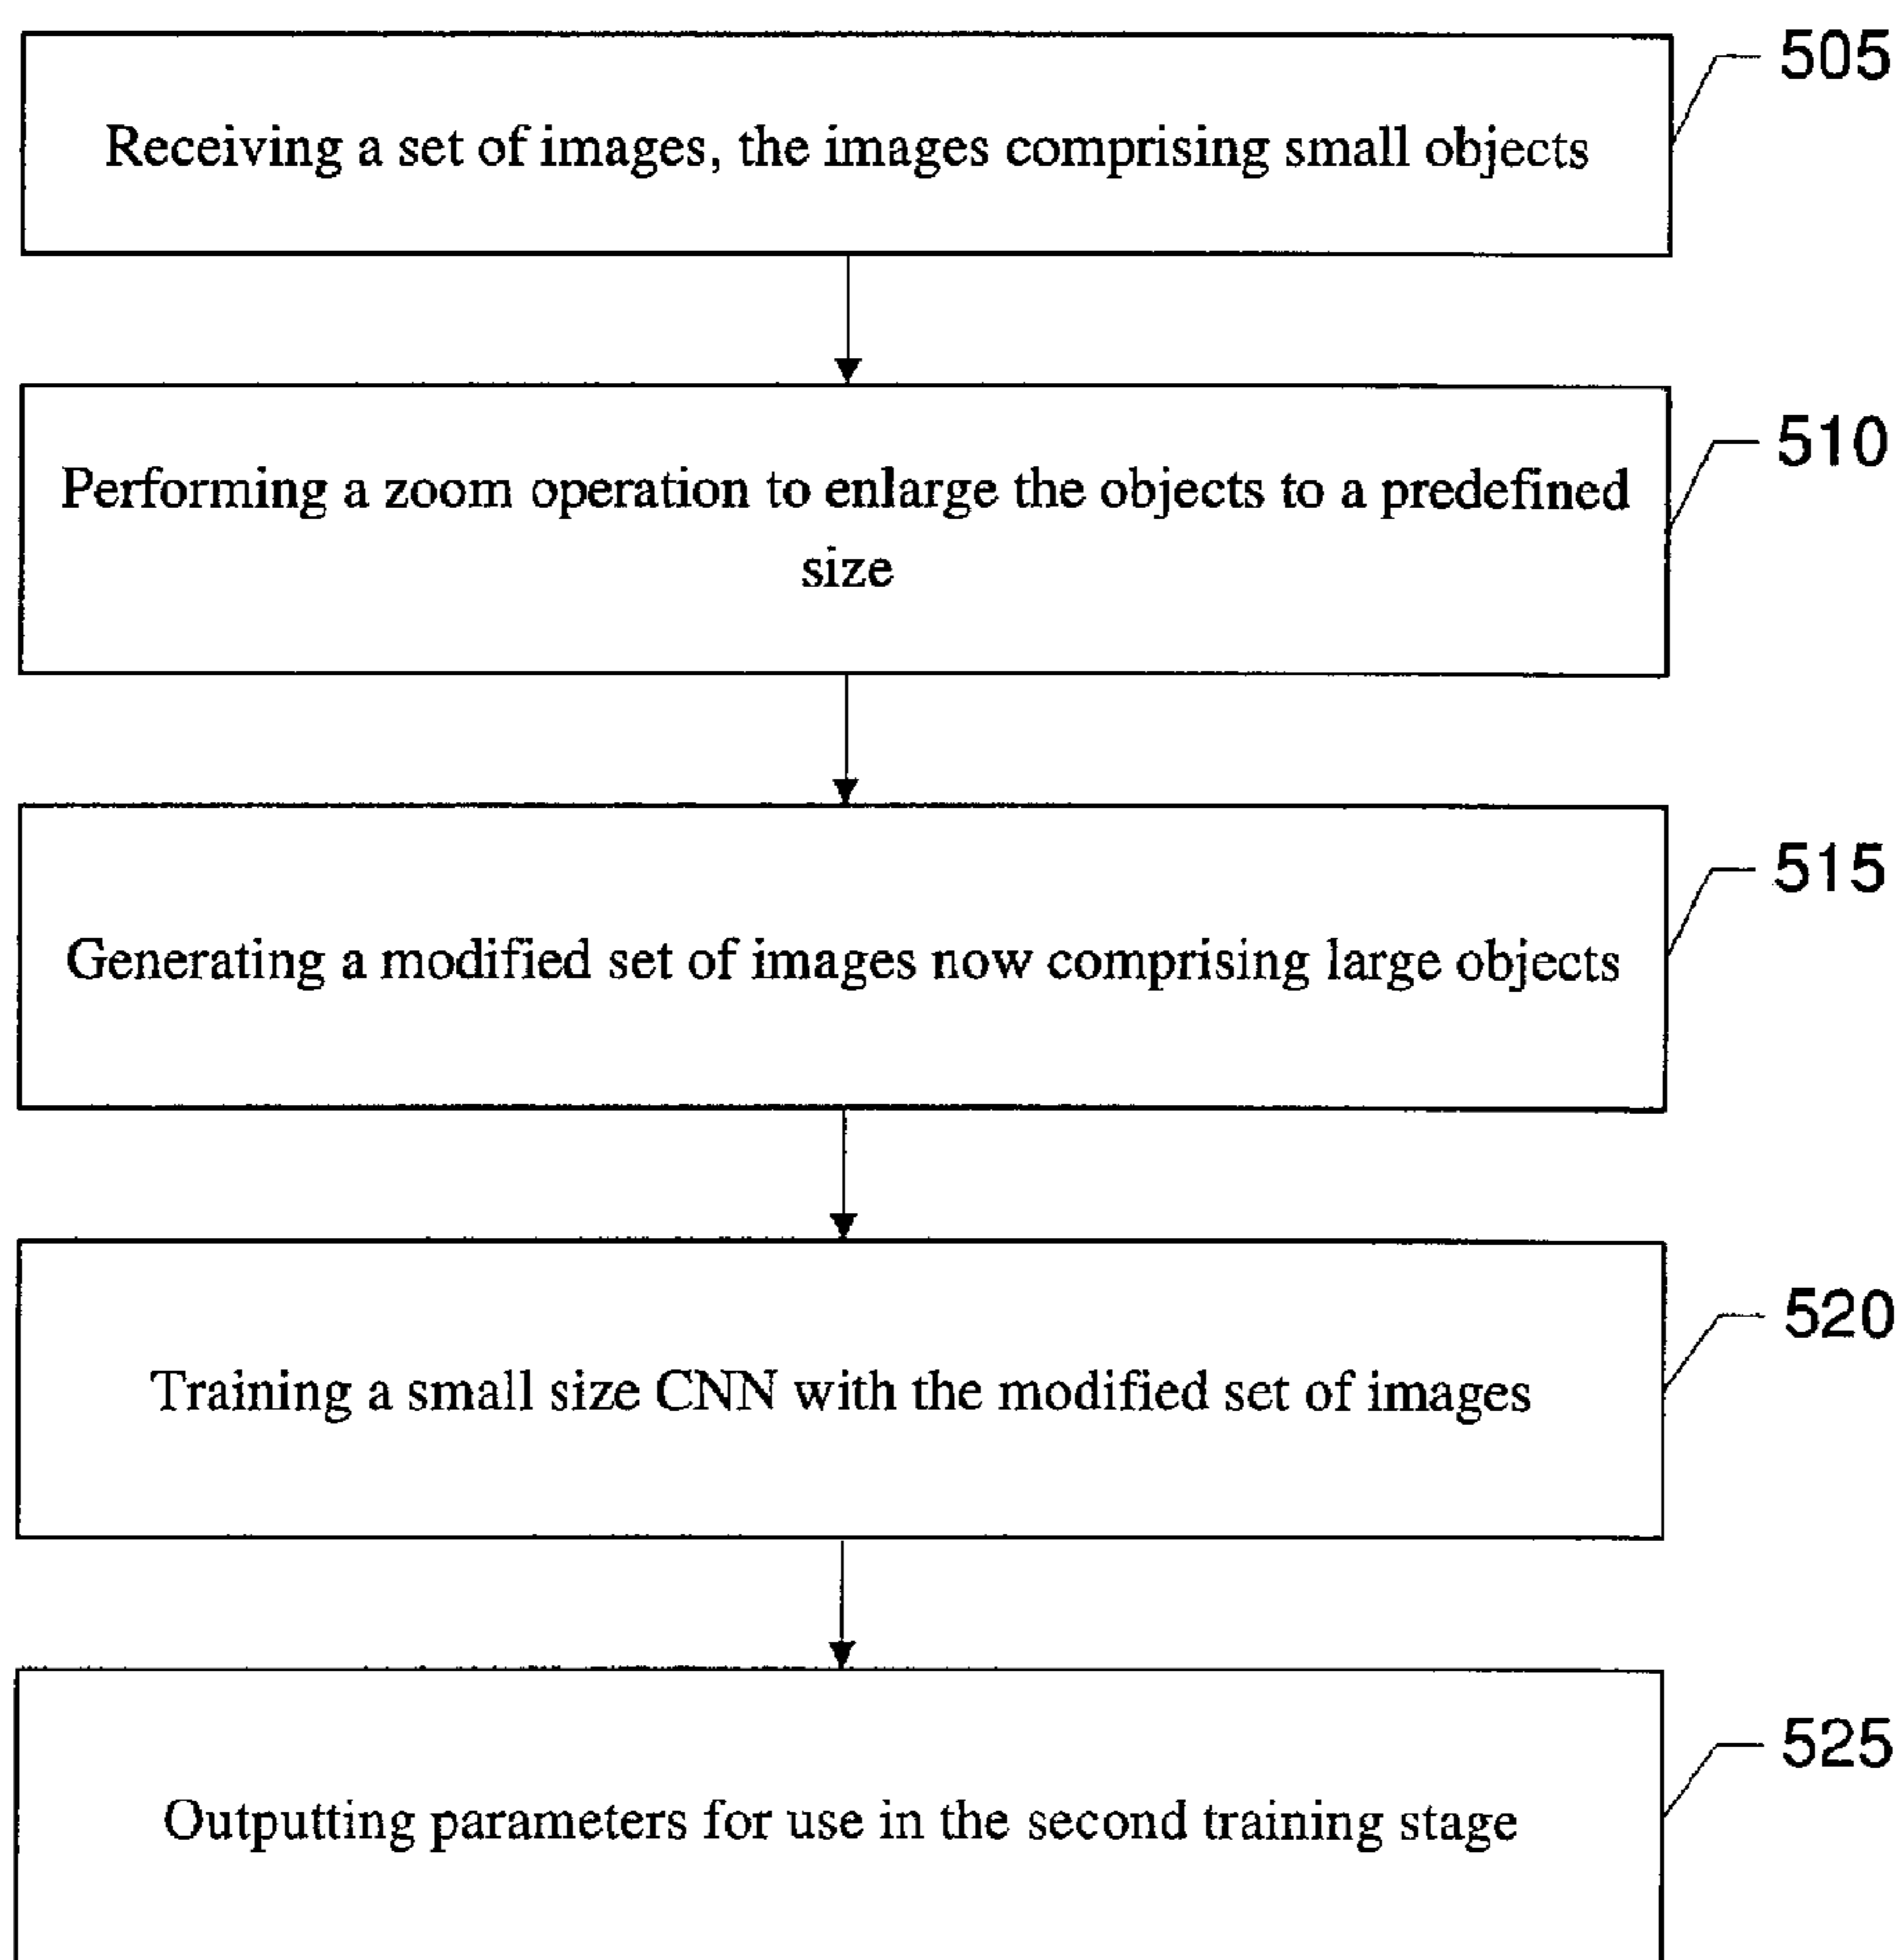 505
Receiving a set of images, the images comprising small objects
510
Performing a zoom operation to enlarge the objects to a predefined
size
515
Generating a modified set of images now comprising large objects
520
Training a small size CNN with the modified set of images
525
Outputting parameters for use in the second training stage